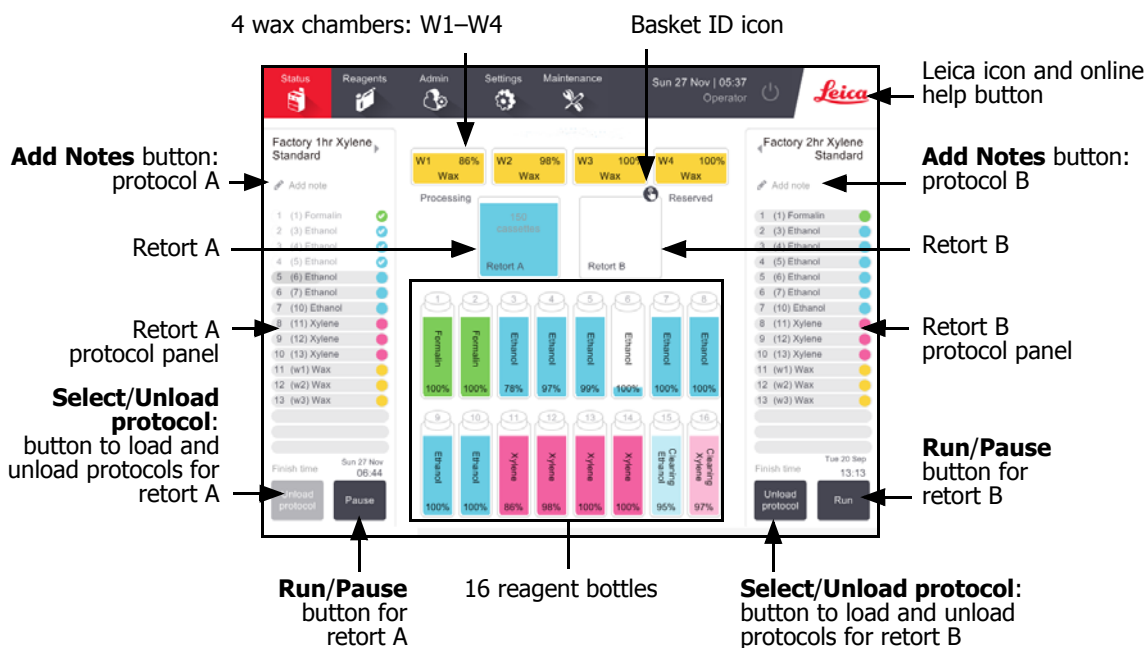 4 wax chambers: W1–W4
Basket ID icon
Status
Reagents
Admin
Settings
Maintenance
Sun 27 Nov | 05:37
Operator
Leica
Leica icon and online
help button
Factory 1hr Xylene
Standard
Add note
Add Notes button:
protocol A
W1 86%
Wax
W2 98%
Wax
W3 100%
Wax
W4 100%
Wax
Factory 2hr Xylene
Standard
Add note
Add Notes button:
protocol B
Processing
Reserved
150
cassettes
Retort A
Retort B
Retort A
Retort B
1 (1) Formalin
2 (3) Ethanol
3 (4) Ethanol
4 (5) Ethanol
5 (6) Ethanol
6 (7) Ethanol
7 (10) Ethanol
8 (11) Xylene
9 (12) Xylene
10 (13) Xylene
11 (w1) Wax
12 (w2) Wax
13 (w3) Wax
Retort A
protocol panel
1 Formalin 100%
2 Formalin 100%
3 Ethanol 78%
4 Ethanol 97%
5 Ethanol 99%
6 Ethanol 100%
7 Ethanol 100%
8 Ethanol 100%
9 Ethanol 100%
10 Ethanol 100%
11 Xylene 86%
12 Xylene 98%
13 Xylene 100%
14 Xylene 100%
15 Cleaning Ethanol 95%
16 Cleaning Xylene 97%
1 (1) Formalin
2 (3) Ethanol
3 (4) Ethanol
4 (5) Ethanol
5 (6) Ethanol
6 (7) Ethanol
7 (10) Ethanol
8 (11) Xylene
9 (12) Xylene
10 (13) Xylene
11 (w1) Wax
12 (w2) Wax
13 (w3) Wax
Retort B
protocol panel
Select/Unload
protocol:
button to load and
unload protocols for
retort A
Finish time
Sun 27 Nov
06:44
Unload
protocol
Pause
Finish time
Tue 20 Sep
13:13
Unload
protocol
Run
Run/Pause
button for
retort B
Run/Pause
button for
retort A
16 reagent bottles
Select/Unload protocol:
button to load and unload
protocols for retort B